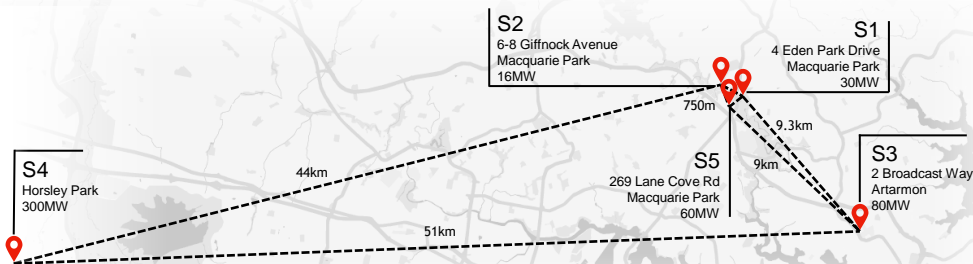 S2
6-8 Giffnock Avenue
Macquarie Park
16MW
S1
4 Eden Park Drive
Macquarie Park
30MW
750m
9.3km
S4
Horsley Park
300MW
44km
S5
269 Lane Cove Rd
Macquarie Park
60MW
9km
S3
2 Broadcast Way
Artarmon
80MW
51km